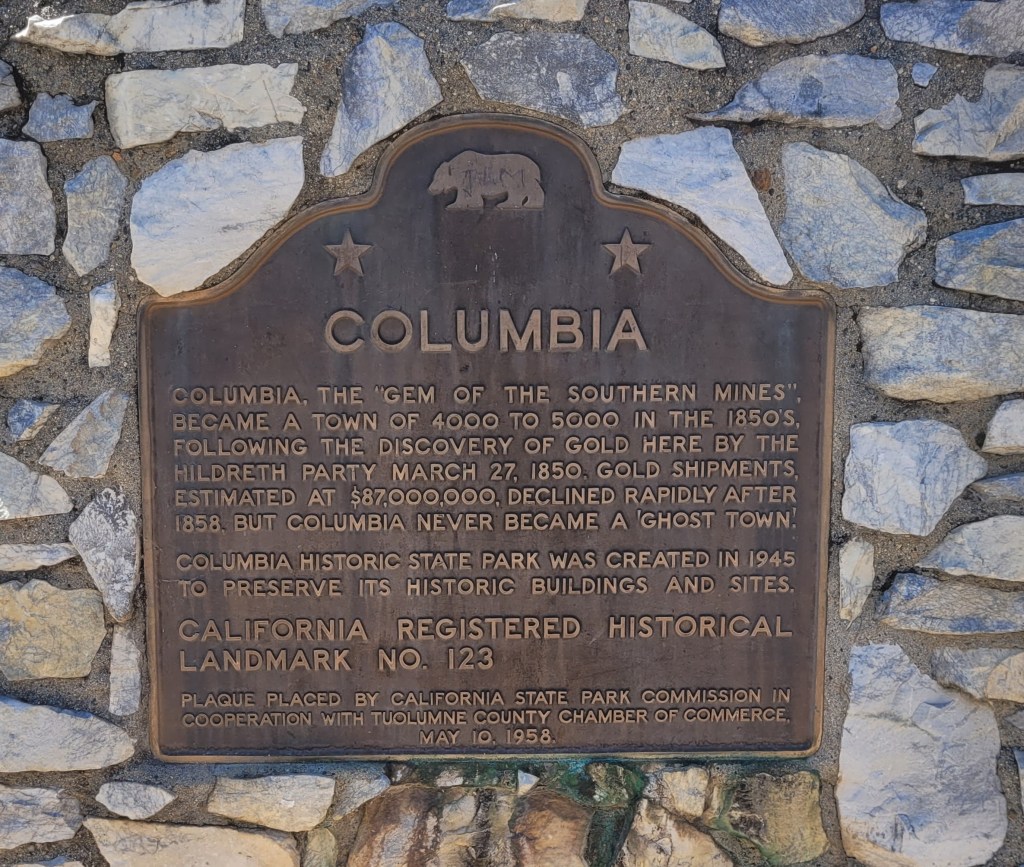 COLUMBIA
COLUMBIA, THE "GEM OF THE SOUTHERN MINES",
BECAME A TOWN OF 4000 TO 5000 IN THE 1850'S,
FOLLOWING THE DISCOVERY OF GOLD HERE BY THE
HILDRETH PARTY MARCH 27, 1850. GOLD SHIPMENTS,
ESTIMATED AT $87,000,000, DECLINED RAPIDLY AFTER
1858, BUT COLUMBIA NEVER BECAME A 'GHOST TOWN'.
COLUMBIA HISTORIC STATE PARK WAS CREATED IN 1945
TO PRESERVE ITS HISTORIC BUILDINGS AND SITES.
CALIFORNIA REGISTERED HISTORICAL
LANDMARK NO. 123
PLAQUE PLACED BY CALIFORNIA STATE PARK COMMISSION IN
COOPERATION WITH TUOLUMNE COUNTY CHAMBER OF COMMERCE,
MAY 10, 1958.